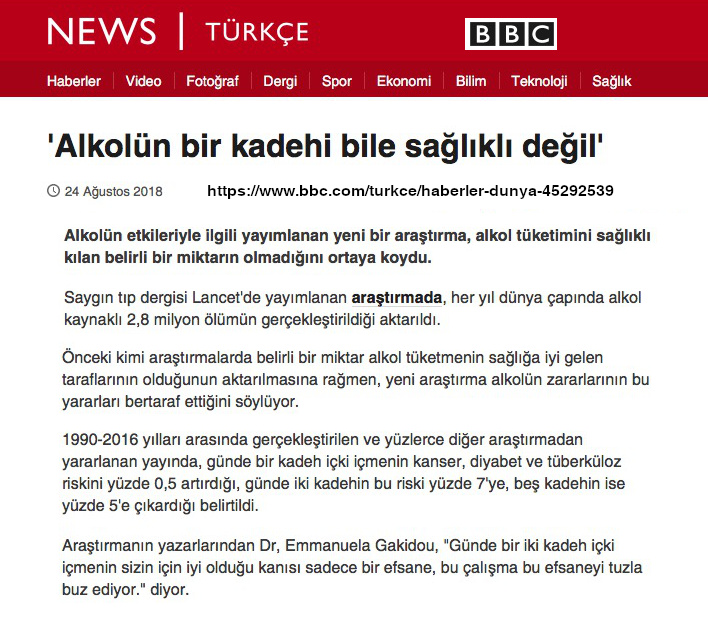 NEWS | TÜRKÇE BBC
Haberler Video Fotoğraf Dergi Spor Ekonomi Bilim Teknoloji Sağlık
'Alkolün bir kadehi bile sağlıklı değil'
24 Ağustos 2018 https://www.bbc.com/turkce/haberler-dunya-45292539
Alkolün etkileriyle ilgili yayımlanan yeni bir araştırma, alkol tüketimini sağlıklı
kılan belirli bir miktarın olmadığını ortaya koydu.
Saygın tıp dergisi Lancet'de yayımlanan araştırmada, her yıl dünya çapında alkol
kaynaklı 2,8 milyon ölümün gerçekleştirildiği aktarıldı.
Önceki kimi araştırmalarda belirli bir miktar alkol tüketmenin sağlığa iyi gelen
taraflarının olduğunun aktarılmasına rağmen, yeni araştırma alkolün zararlarının bu
yararları bertaraf ettiğini söylüyor.
1990-2016 yılları arasında gerçekleştirilen ve yüzlerce diğer araştırmadan
yararlanan yayında, günde bir kadeh içki içmenin kanser, diyabet ve tüberküloz
riskini yüzde 0,5 artırdığı, günde iki kadehin bu riski yüzde 7'ye, beş kadehin ise
yüzde 5'e çıkardığı belirtildi.
Araştırmanın yazarlarından Dr, Emmanuela Gakidou, "Günde bir iki kadeh içki
içmenin sizin için iyi olduğu kanısı sadece bir efsane, bu çalışma bu efsaneyi tuzla
buz ediyor." diyor.